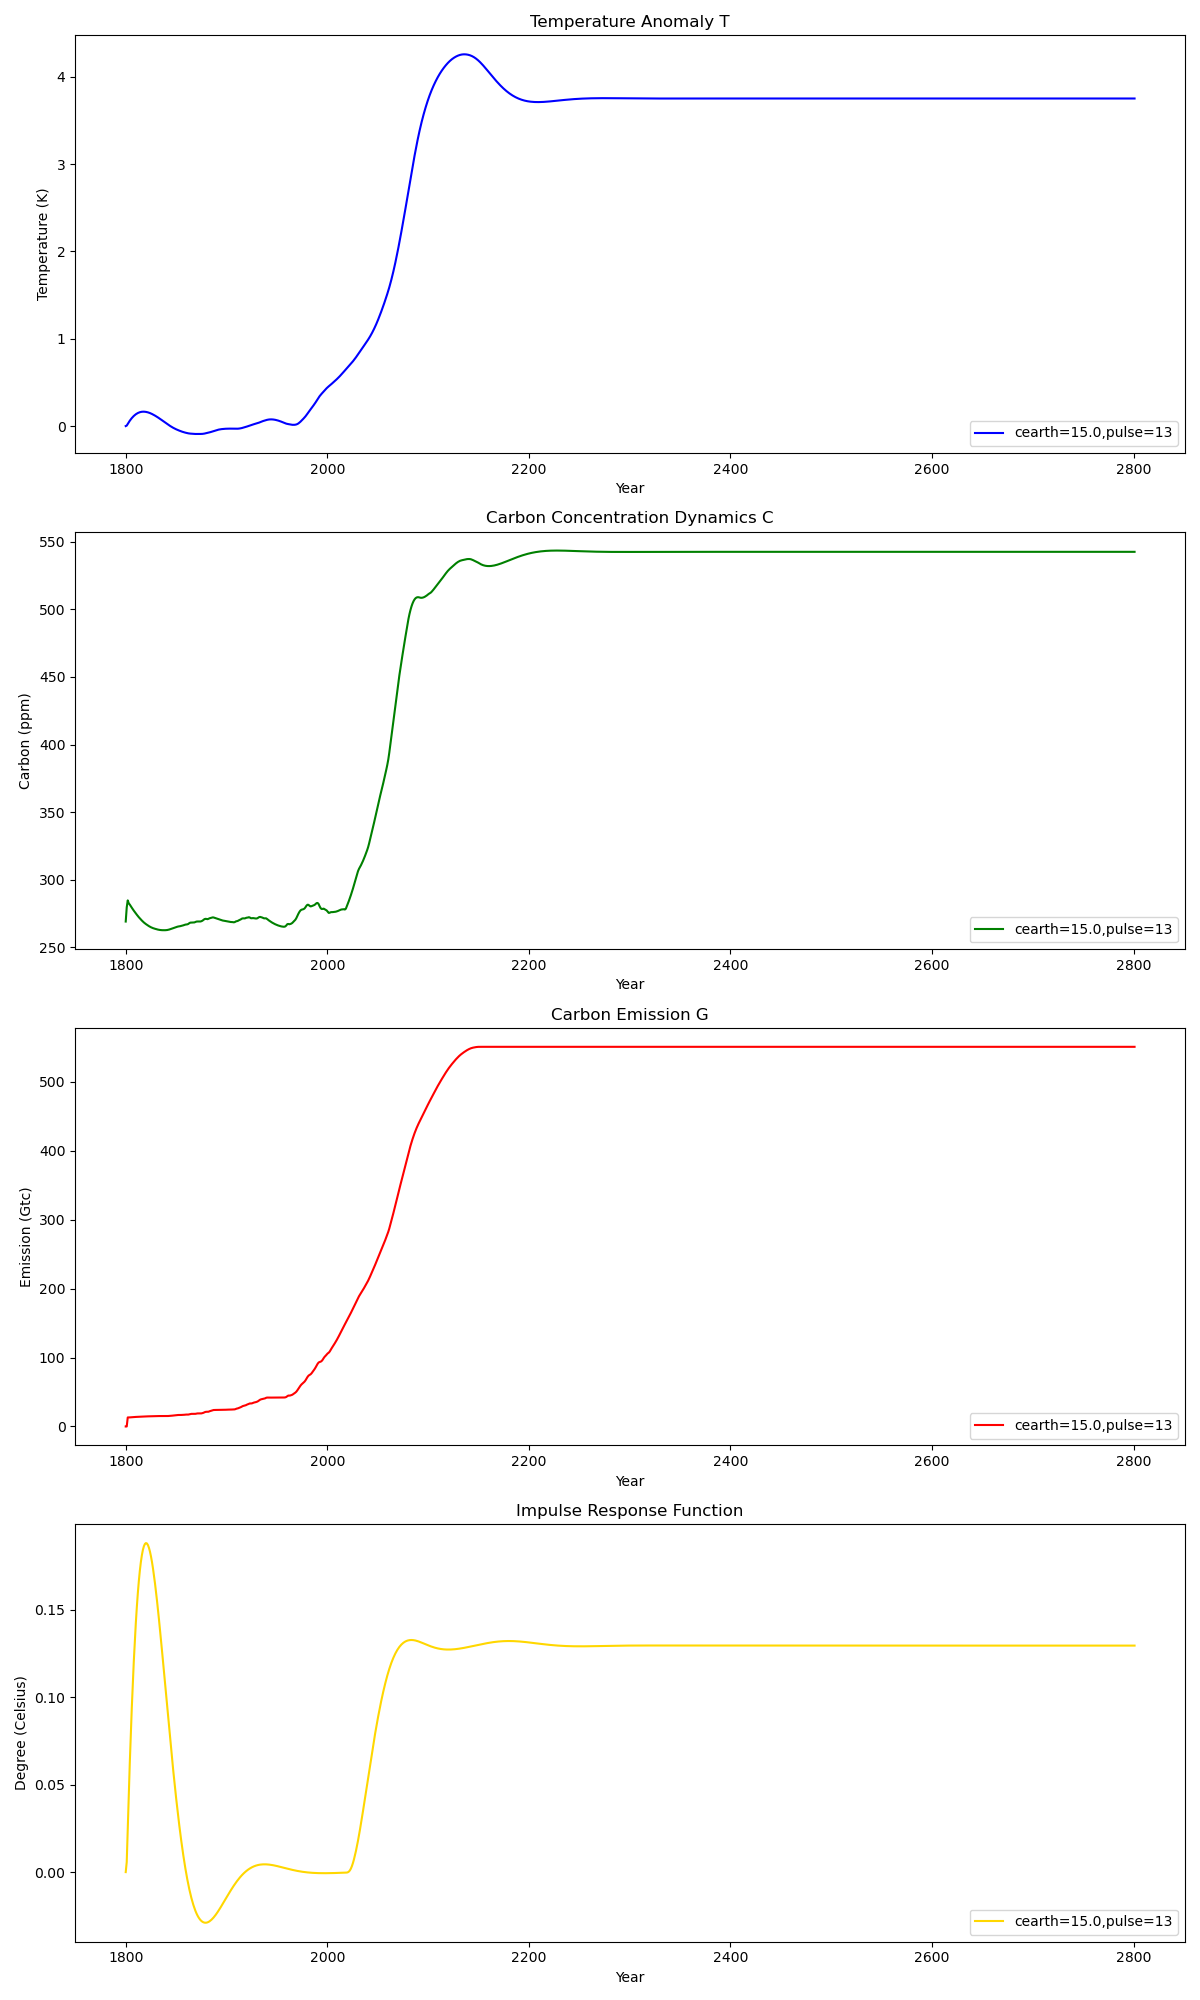 Temperature Anomaly T
4
3
2
1
0
Temperature (K)
cearth=15.0,pulse=13
1800 2000 2200 2400 2600 2800
Year
Carbon Concentration Dynamics C
550
500
450
400
350
300
250
Carbon (ppm)
cearth=15.0,pulse=13
1800 2000 2200 2400 2600 2800
Year
Carbon Emission G
500
400
300
200
100
0
Emission (Gtc)
cearth=15.0,pulse=13
1800 2000 2200 2400 2600 2800
Year
Impulse Response Function
0.15
0.10
0.05
0.00
Degree (Celsius)
cearth=15.0,pulse=13
1800 2000 2200 2400 2600 2800
Year